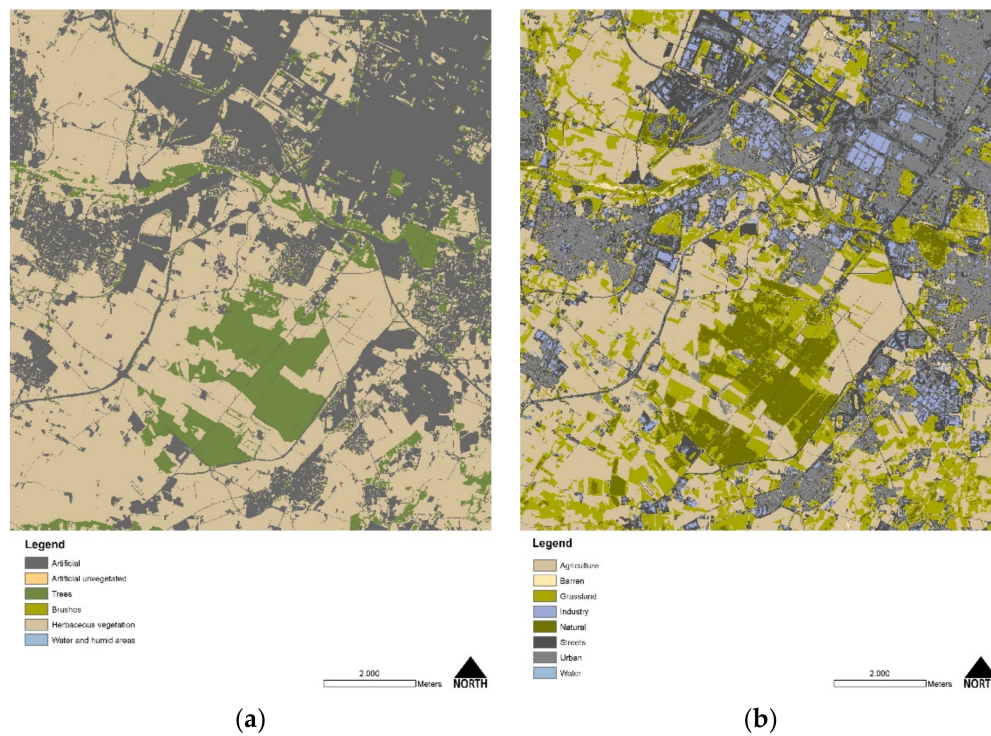 Legend
Artificial
Artificial unvegetated
Trees
Brushes
Herbaceous vegetation
Water and humid areas
2.000
Meters
NORTH
(a)
Legend
Agriculture
Barren
Grassland
Industry
Natural
Streets
Urban
Water
2.000
Meters
NORT
(b)